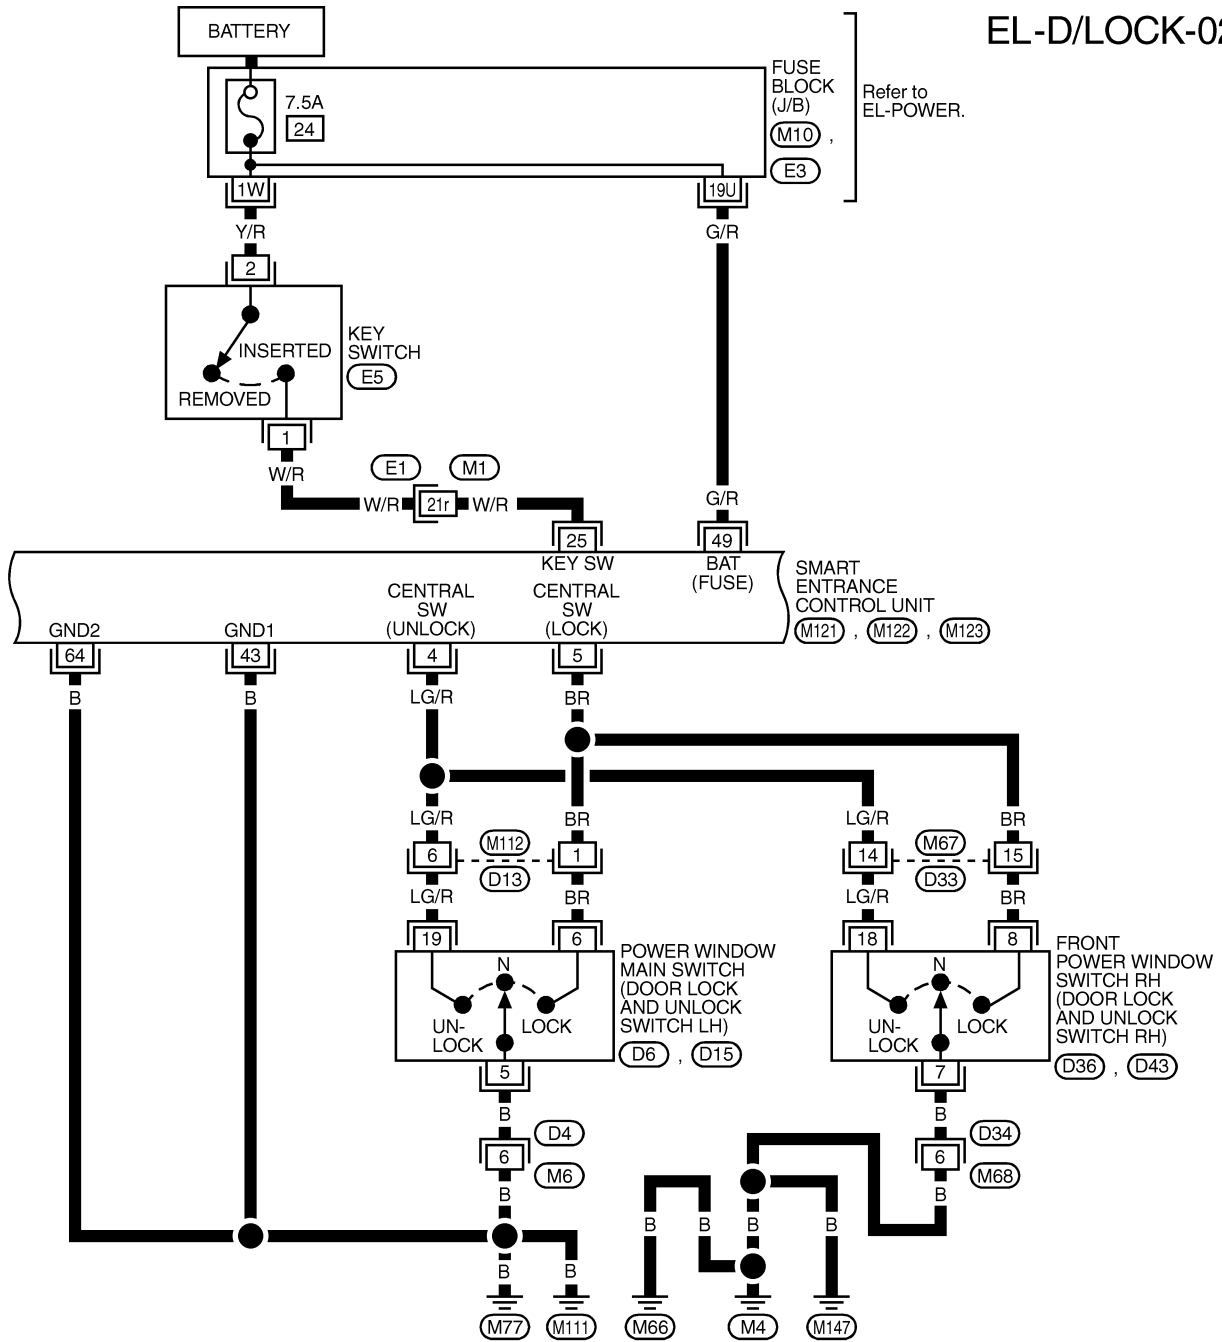 EL-D/LOCK-02
BATTERY
FUSE
BLOCK
(J/B)
M10 ,
E3
Refer to
EL-POWER.
7.5A
24
1W
19U
Y/R
G/R
2
KEY
SWITCH
E5
INSERTED
REMOVED
1
W/R
E1
M1
W/R
21r
W/R
G/R
25
49
KEY SW
BAT
(FUSE)
SMART
ENTRANCE
CONTROL UNIT
M121 , M122 , M123
CENTRAL
SW
(UNLOCK)
CENTRAL
SW
(LOCK)
GND2
GND1
64
43
4
5
B
B
LG/R
BR
LG/R
BR
LG/R
BR
6
M112
D13
1
14
M67
D33
15
LG/R
BR
LG/R
BR
19
6
18
8
N
UN-
LOCK
LOCK
POWER WINDOW
MAIN SWITCH
(DOOR LOCK
AND UNLOCK
SWITCH LH)
D6 , D15
N
UN-
LOCK
LOCK
FRONT
POWER WINDOW
SWITCH RH
(DOOR LOCK
AND UNLOCK
SWITCH RH)
D36 , D43
5
7
B
B
D4
6
M6
D34
6
M68
B
B
B
B
B
B
B
B
M77
M111
M66
M4
M147